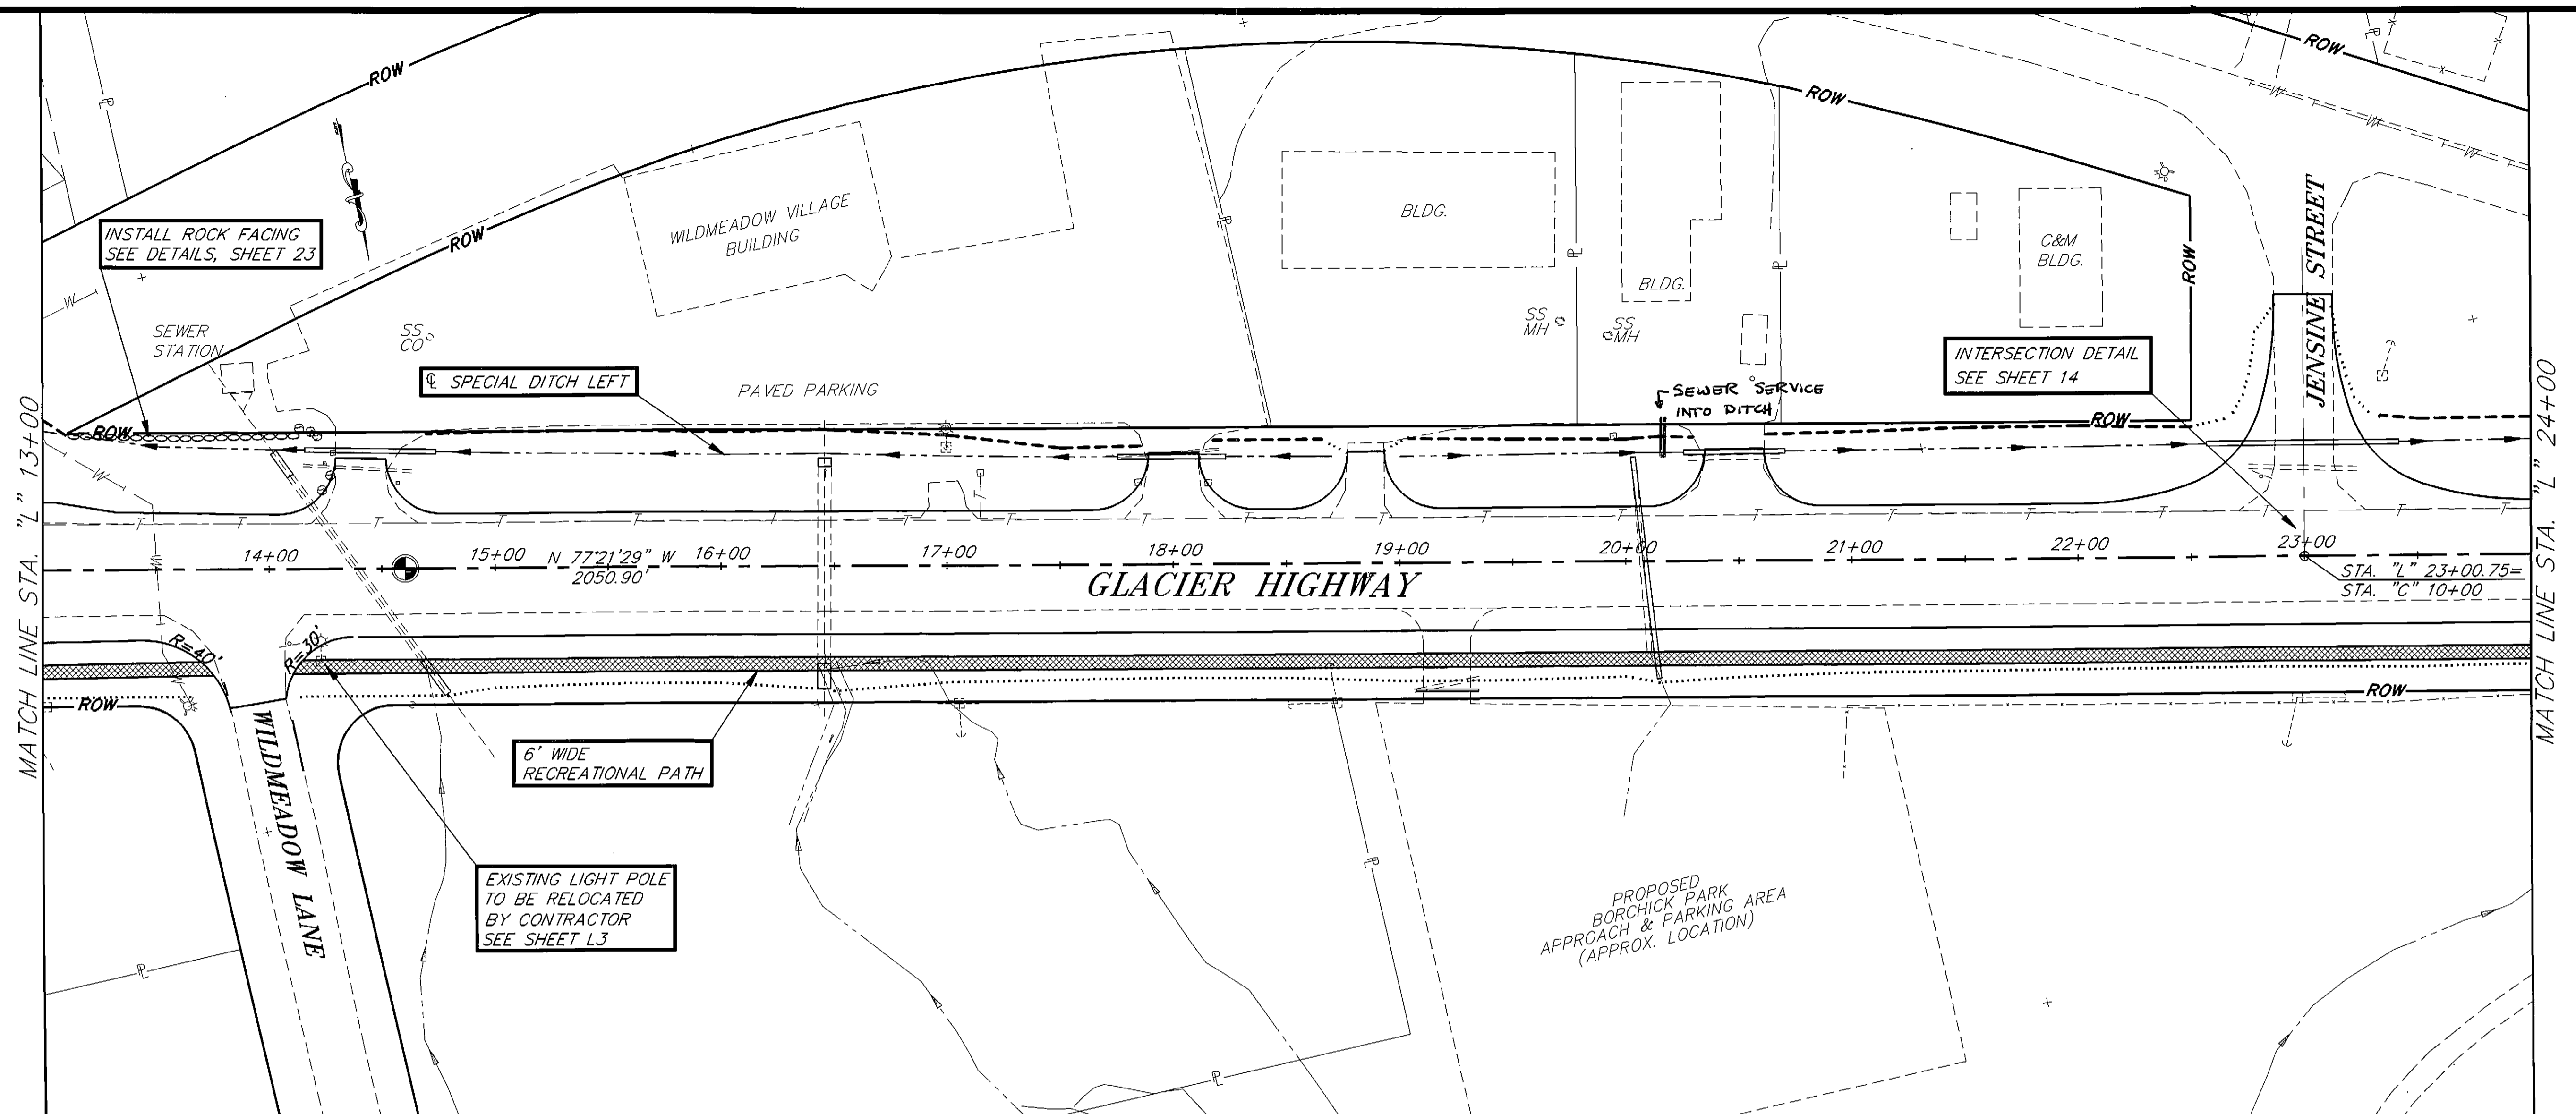 ROW
ROW
ROW
ROW
INSTALL ROCK FACING
SEE DETAILS, SHEET 23
WILDMEADOW VILLAGE
BUILDING
BLDG.
BLDG.
C&M
BLDG.
ROW
JENSINE STREET
SEWER
STATION
SS
CO
SS
MH
SS
MH
INTERSECTION DETAIL
SEE SHEET 14
℄ SPECIAL DITCH LEFT
PAVED PARKING
SEWER SERVICE
INTO DITCH
ROW
ROW
MATCH LINE STA. "L" 13+00
MATCH LINE STA. "L" 24+00
14+00
15+00
N 77°21'29" W
2050.90'
16+00
17+00
18+00
19+00
20+00
21+00
22+00
23+00
GLACIER HIGHWAY
STA. "L" 23+00.75=
STA. "C" 10+00
R=40'
R=30'
ROW
ROW
WILDMEADOW LANE
6' WIDE
RECREATIONAL PATH
EXISTING LIGHT POLE
TO BE RELOCATED
BY CONTRACTOR
SEE SHEET L3
PROPOSED
BORCHICK PARK
APPROACH & PARKING AREA
(APPROX. LOCATION)